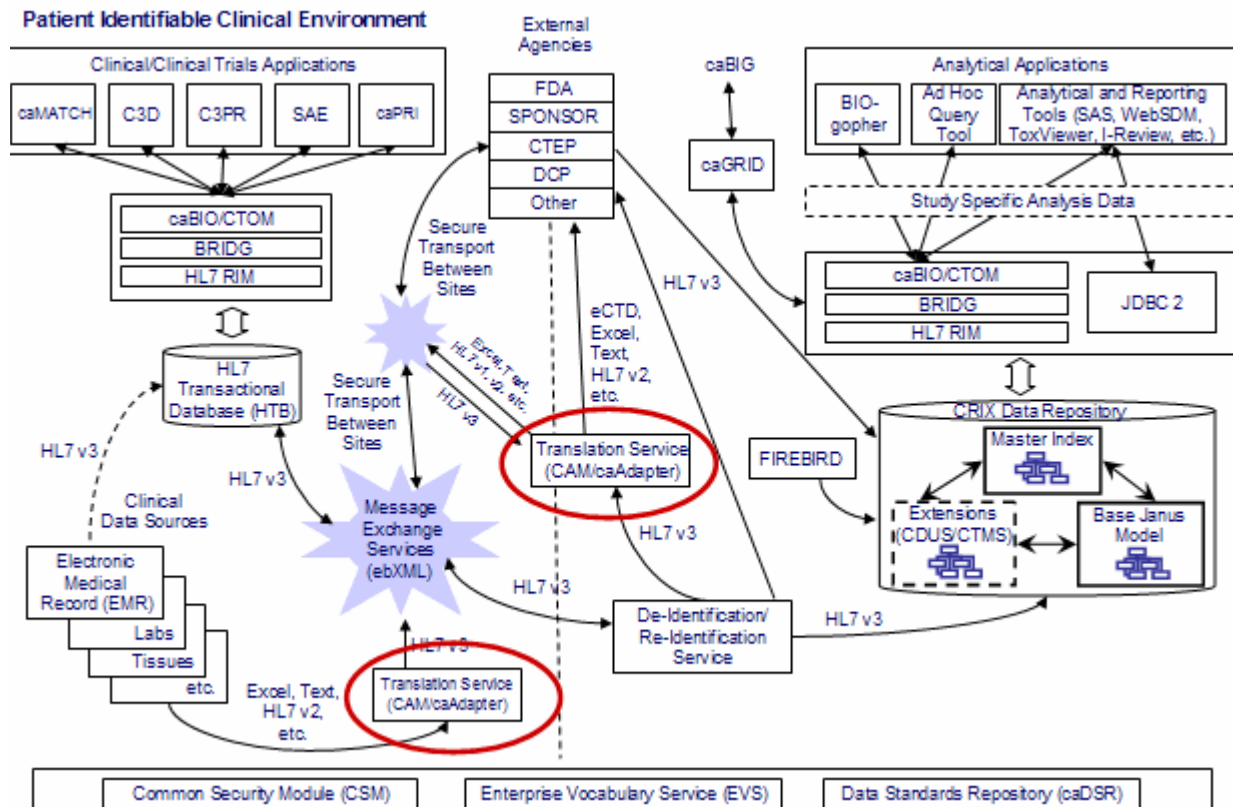 Patient Identifiable Clinical Environment
Clinical/Clinical Trials Applications
caMATCH
C3D
C3PR
SAE
caPRI
caBIO/CTOM
BRIDG
HL7 RIM
HL7
Transactional
Database (HTB)
HL7 v3
HL7 v3
Clinical
Data Sources
Electronic
Medical
Record (EMR)
Labs
Tissues
etc.
Excel, Text,
HL7 v2,
etc.
External
Agencies
FDA
SPONSOR
CTEP
DCP
Other
Secure
Transport
Between
Sites
Secure
Transport
Between
Sites
Excel, Text,
HL7 v1, v2, etc.
HL7 v3
eCTD,
Excel,
Text,
HL7 v2,
etc.
Translation Service
(CAM/caAdapter)
Message
Exchange
Services
(ebXML)
HL7 v3
Translation Service
(CAM/caAdapter)
HL7 v3
HL7 v3
HL7 v3
De-Identification/
Re-Identification
Service
HL7 v3
caBIG
caGRID
Analytical Applications
BIO-
gopher
Ad Hoc
Query
Tool
Analytical and Reporting
Tools (SAS, WebSDM,
ToxViewer, I-Review, etc.)
Study Specific Analysis Data
caBIO/CTOM
BRIDG
HL7 RIM
JDBC 2
CRIX Data Repository
Master Index
FIREBIRD
Extensions
(CDUS/CTMS)
Base Janus
Model
Common Security Module (CSM)
Enterprise Vocabulary Service (EVS)
Data Standards Repository (caDSR)